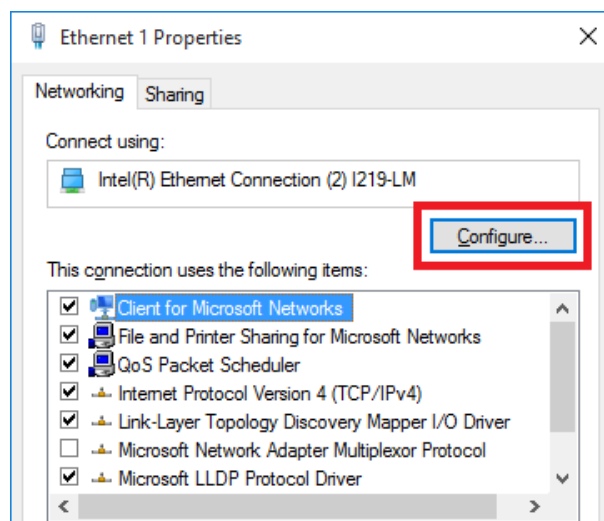 Ethernet 1 Properties
Networking Sharing
Connect using:
Intel(R) Ethernet Connection (2) I219-LM
Configure...
This connection uses the following items:
Client for Microsoft Networks
File and Printer Sharing for Microsoft Networks
QoS Packet Scheduler
Internet Protocol Version 4 (TCP/IPv4)
Link-Layer Topology Discovery Mapper I/O Driver
Microsoft Network Adapter Multiplexor Protocol
Microsoft LLDP Protocol Driver